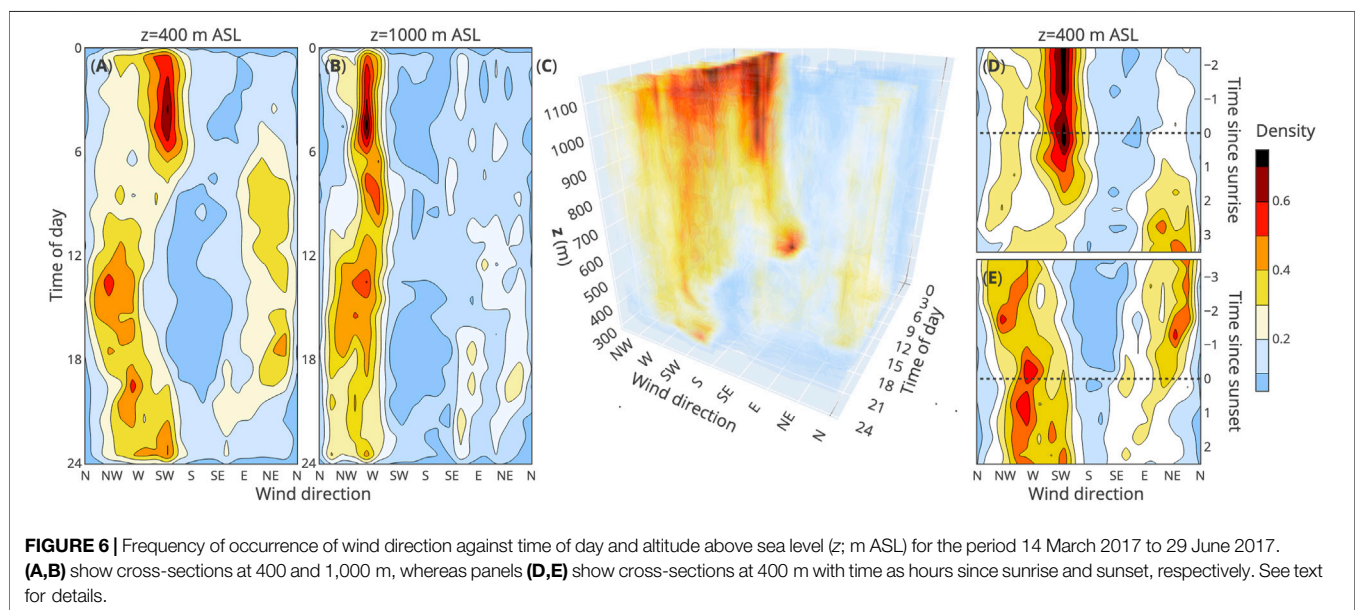 z=400 m ASL
z=1000 m ASL
z=400 m ASL
(A)
(B)
(C)
(D)
(E)
Time of day
0
6
12
18
24
N NW W SW S SE E NE N
Wind direction
0
6
12
18
24
N NW W SW S SE E NE N
z (m)
1100
1000
900
800
700
600
500
400
300
NW W SW S SE E NE N
Wind direction
0
3
6
9
12
15
18
21
24
Time of day
−2
−1
0
1
2
3
Time since sunrise
−3
−2
−1
0
1
2
Time since sunset
N NW W SW S SE E NE N
Wind direction
Density
0.6
0.4
0.2
FIGURE 6 | Frequency of occurrence of wind direction against time of day and altitude above sea level (z; m ASL) for the period 14 March 2017 to 29 June 2017.
(A,B) show cross-sections at 400 and 1,000 m, whereas panels (D,E) show cross-sections at 400 m with time as hours since sunrise and sunset, respectively. See text
for details.